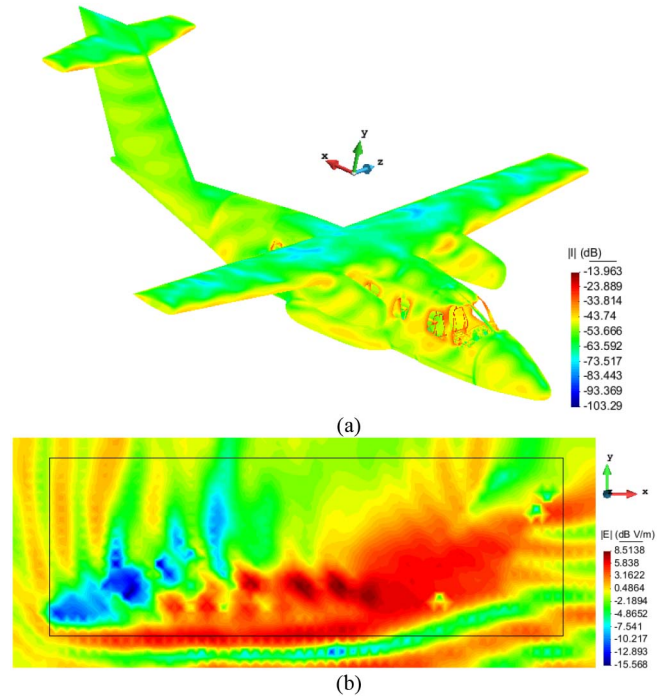 y
x
z
|I| (dB)
-13.963
-23.889
-33.814
-43.74
-55.666
-63.592
-73.517
-83.443
-93.369
-103.29
(a)
y
x
|E| (dB V/m)
8.5138
5.838
3.1622
0.4864
-2.1894
-4.8652
-7.541
-10.217
-12.893
-15.568
(b)